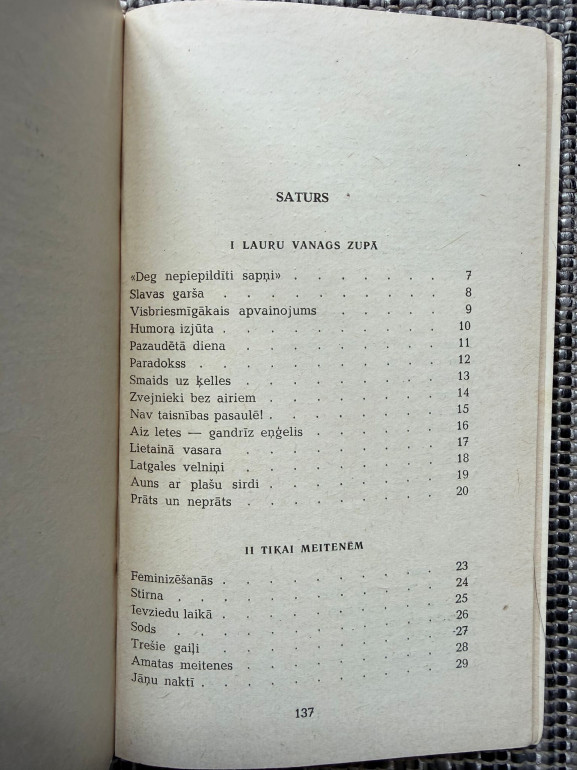 SATURS
I LAURU VANAGS ZUPĀ
«Deg nepiepildīti sapņi» . . . . . . . 7
Slavas garša . . . . . . . . . . 8
Visbriesmīgākais apvainojums . . . . . . 9
Humora izjūta . . . . . . . . . . 10
Pazaudētā diena . . . . . . . . . 11
Paradokss . . . . . . . . . . . 12
Smaids uz ķelles . . . . . . . . . 13
Zvejnieki bez airiem . . . . . . . . 14
Nav taisnības pasaulē! . . . . . . . . 15
Aiz letes — gandrīz eņģelis . . . . . . 16
Lietainā vasara . . . . . . . . . 17
Latgales velniņi . . . . . . . . . 18
Auns ar plašu sirdi . . . . . . . . 19
Prāts un neprāts . . . . . . . . . 20
II TIKAI MEITENĒM
Feminizēšanās . . . . . . . . . . 23
Stirna . . . . . . . . . . . . 24
Ievziedu laikā . . . . . . . . . . 25
Sods . . . . . . . . . . . . 26
Trešie gaiļi . . . . . . . . . . 27
Amatas meitenes . . . . . . . . . 28
Jāņu naktī . . . . . . . . . . . 29
137